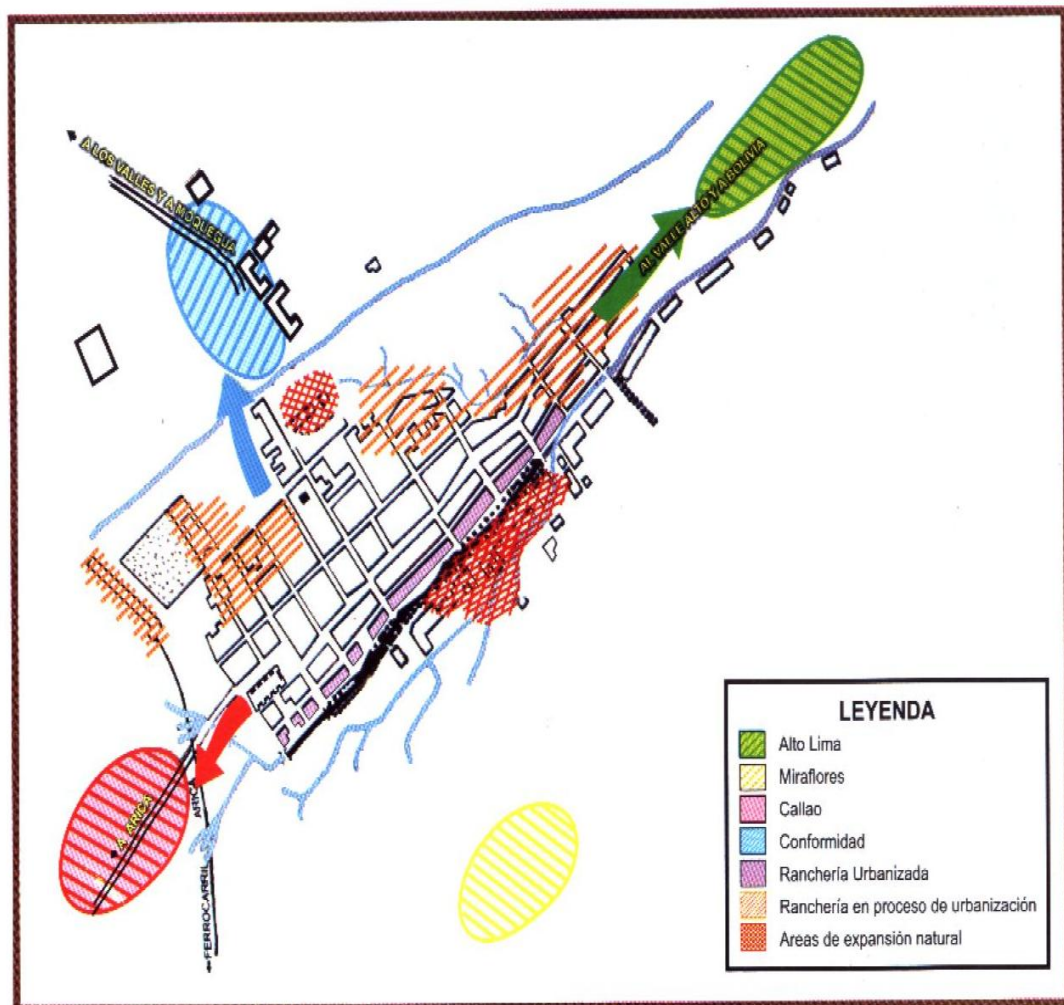 A LOS VALLES Y A MOQUEGUA
AL VALLE ALTO Y A BOLIVIA
A ARICA
ARICA
FERROCARRIL
LEYENDA
Alto Lima
Miraflores
Callao
Conformidad
Ranchería Urbanizada
Ranchería en proceso de urbanización
Areas de expansión natural